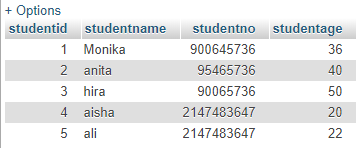 + Options
studentid studentname studentno studentage
1 Monika 900645736 36
2 anita 95465736 40
3 hira 90065736 50
4 aisha 2147483647 20
5 ali 2147483647 22